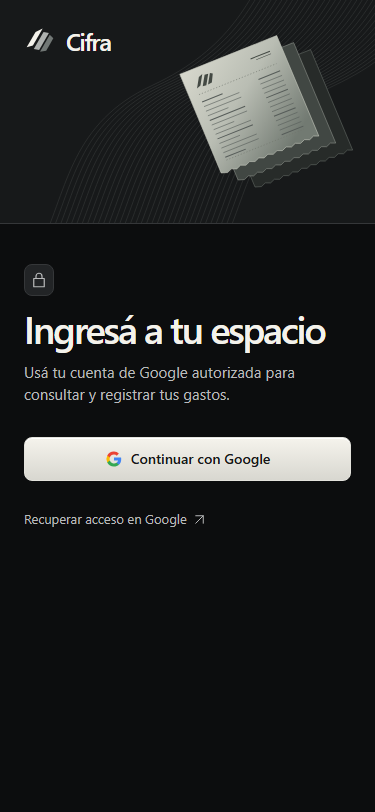 Cifra
Ingresá a tu espacio
Usá tu cuenta de Google autorizada para
consultar y registrar tus gastos.
Continuar con Google
Recuperar acceso en Google